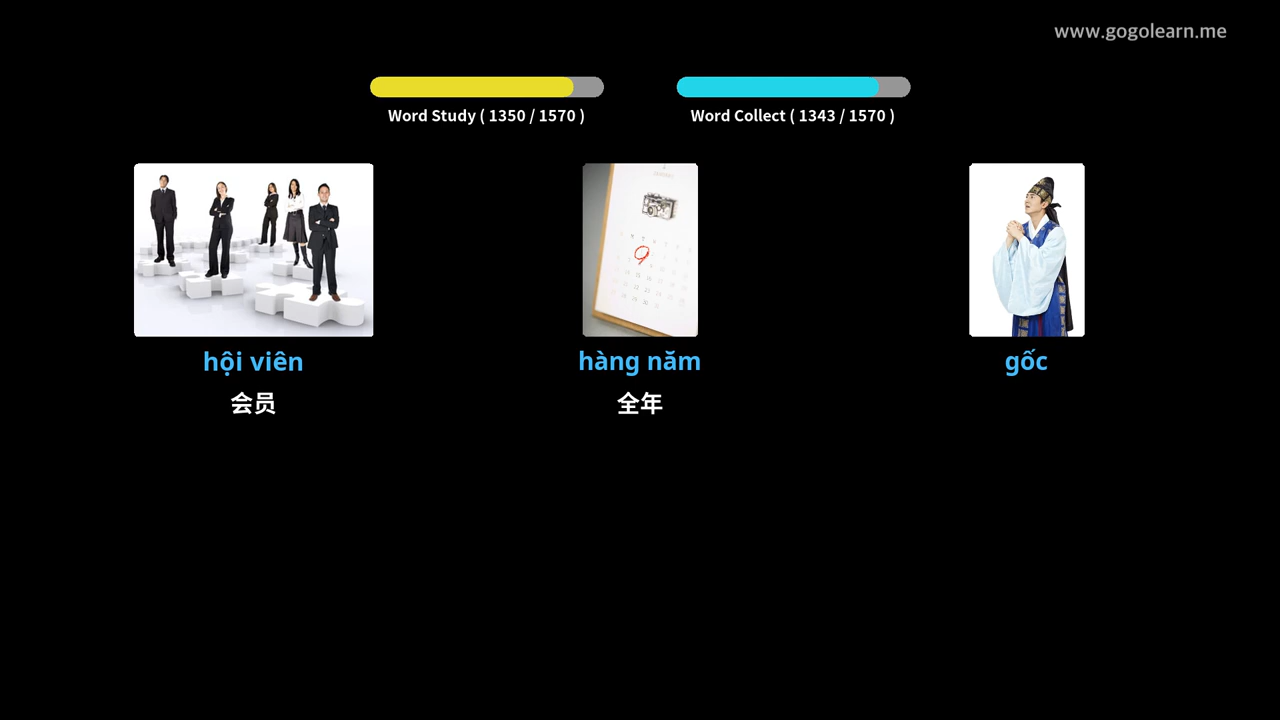 www.gogolearn.me
Word Study ( 1350 / 1570 )
Word Collect ( 1343 / 1570 )
hội viên
hàng năm
gốc
会员
全年